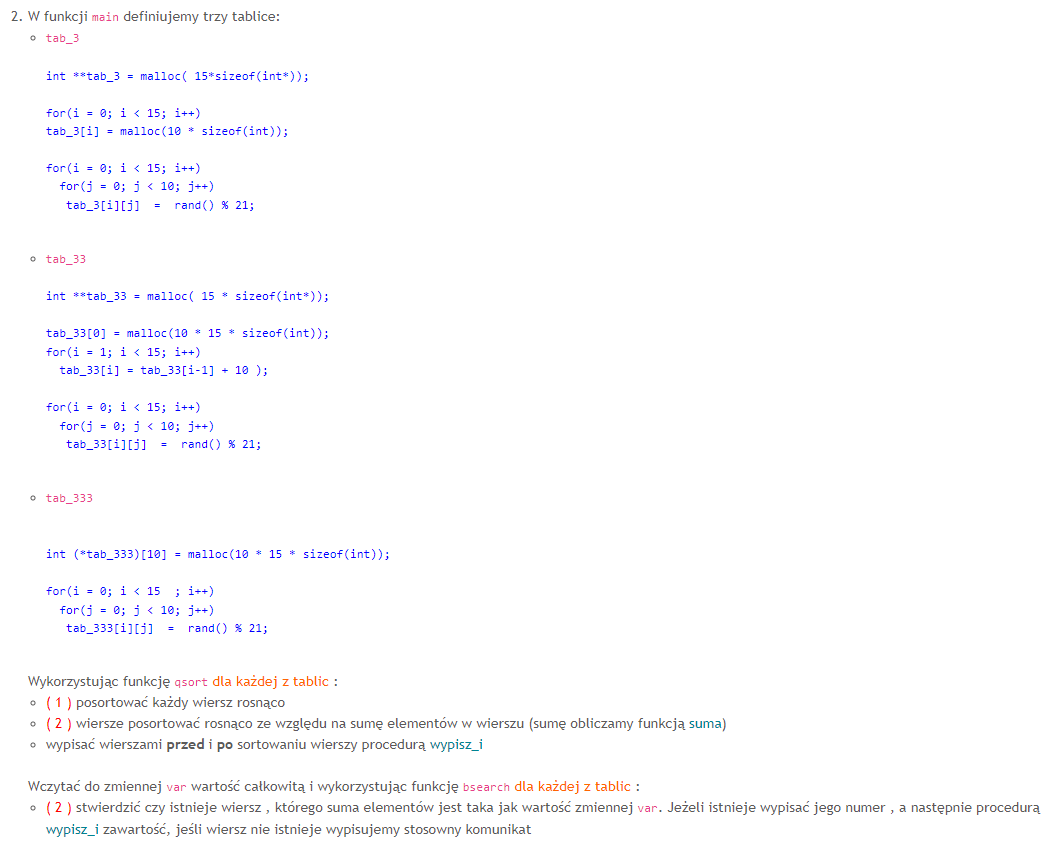 2. W funkcji main definiujemy trzy tablice:
tab_3
int **tab_3 = malloc( 15*sizeof(int*));
for(i = 0; i < 15; i++)
tab_3[i] = malloc(10 * sizeof(int));
for(i = 0; i < 15; i++)
for(j = 0; j < 10; j++)
tab_3[i][j]  =  rand() % 21;
tab_33
int **tab_33 = malloc( 15 * sizeof(int*));
tab_33[0] = malloc(10 * 15 * sizeof(int));
for(i = 1; i < 15; i++)
tab_33[i] = tab_33[i-1] + 10 );
for(i = 0; i < 15; i++)
for(j = 0; j < 10; j++)
tab_33[i][j]  =  rand() % 21;
tab_333
int (*tab_333)[10] = malloc(10 * 15 * sizeof(int));
for(i = 0; i < 15  ; i++)
for(j = 0; j < 10; j++)
tab_333[i][j]  =  rand() % 21;
Wykorzystując funkcję qsort dla każdej z tablic :
( 1 ) posortować każdy wiersz rosnąco
( 2 ) wiersze posortować rosnąco ze względu na sumę elementów w wierszu (sumę obliczamy funkcją suma)
wypisać wierszami przed i po sortowaniu wierszy procedurą wypisz_i
Wczytać do zmiennej var wartość całkowitą i wykorzystując funkcję bsearch dla każdej z tablic :
( 2 ) stwierdzić czy istnieje wiersz , którego suma elementów jest taka jak wartość zmiennej var. Jeżeli istnieje wypisać jego numer , a następnie procedurą
wypisz_i zawartość, jeśli wiersz nie istnieje wypisujemy stosowny komunikat